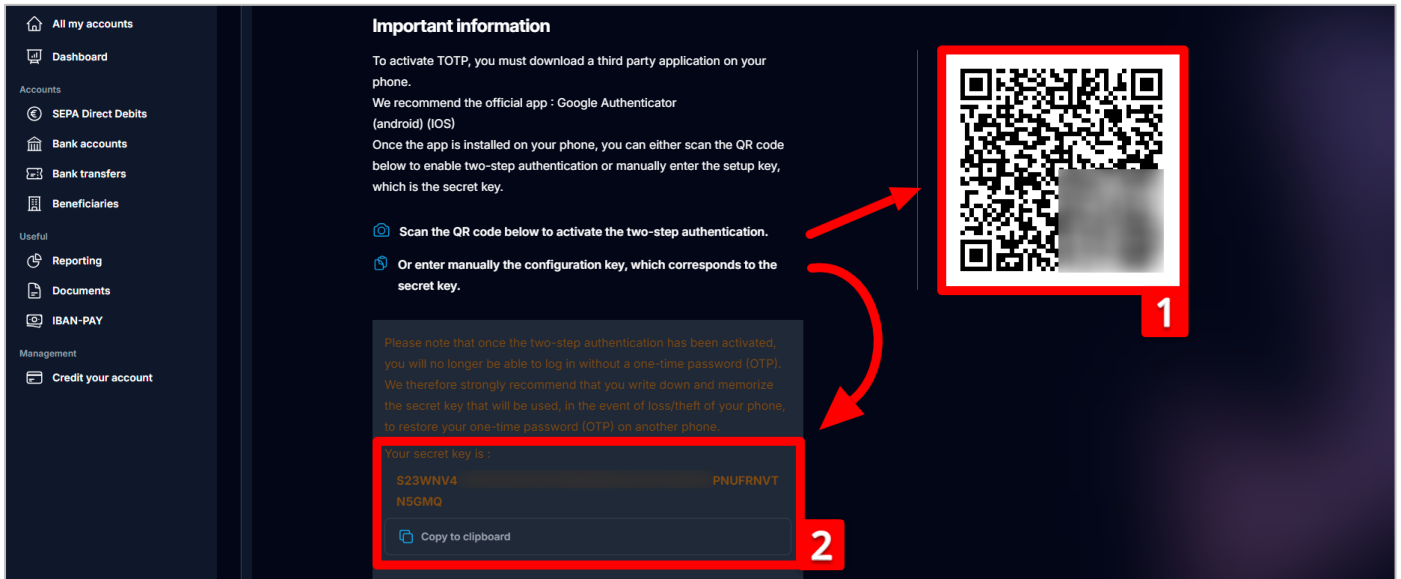 All my accounts
Dashboard
Accounts
SEPA Direct Debits
Bank accounts
Bank transfers
Beneficiaries
Useful
Reporting
Documents
IBAN-PAY
Management
Credit your account
Important information
To activate TOTP, you must download a third party application on your
phone.
We recommend the official app : Google Authenticator
(android) (IOS)
Once the app is installed on your phone, you can either scan the QR code
below to enable two-step authentication or manually enter the setup key,
which is the secret key.
Scan the QR code below to activate the two-step authentication.
Or enter manually the configuration key, which corresponds to the
secret key.
1
Please note that once the two-step authentication has been activated,
you will no longer be able to log in without a one-time password (OTP).
We therefore strongly recommend that you write down and memorize
the secret key that will be used, in the event of loss/theft of your phone,
to restore your one-time password (OTP) on another phone.
Your secret key is :
S23WNV4 PNUFRNVT
N5GMQ
Copy to clipboard
2